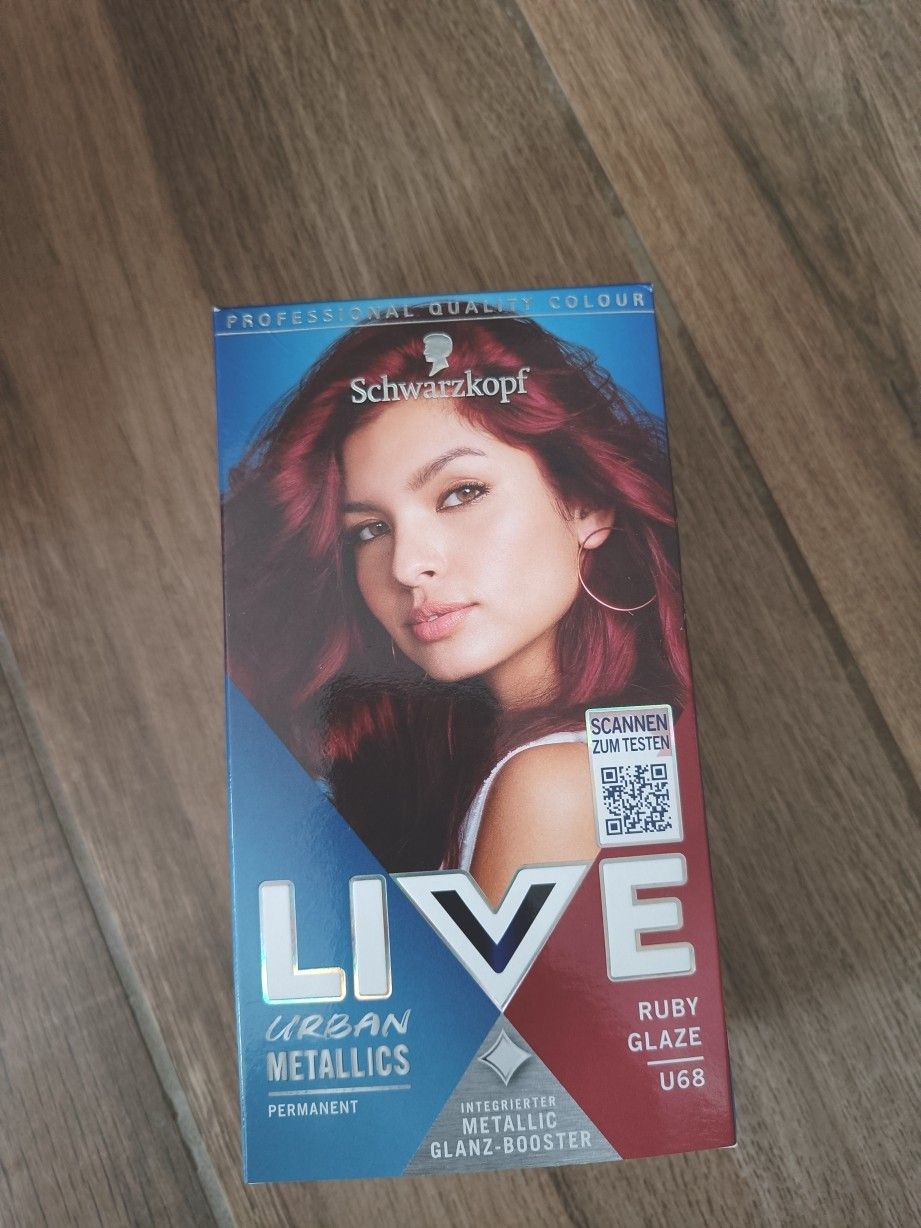 PROFESSIONAL QUALITY COLOUR
Schwarzkopf
SCANNEN
ZUM TESTEN
LIVE
URBAN
METALLICS
PERMANENT
RUBY
GLAZE
U68
INTEGRIERTER
METALLIC
GLANZ-BOOSTER